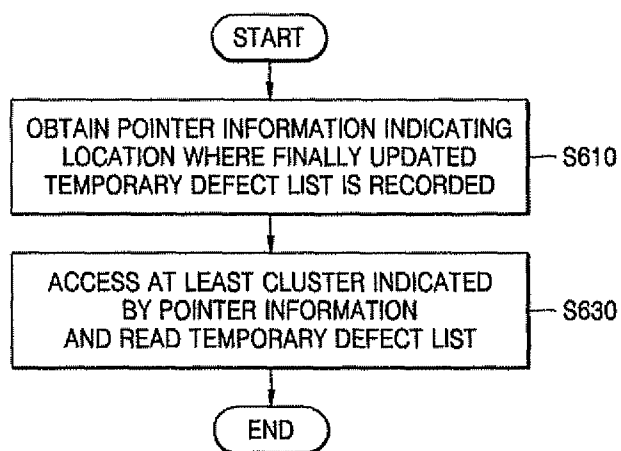 START
OBTAIN POINTER INFORMATION INDICATING
LOCATION WHERE FINALLY UPDATED
TEMPORARY DEFECT LIST IS RECORDED
S610
ACCESS AT LEAST CLUSTER INDICATED
BY POINTER INFORMATION
AND READ TEMPORARY DEFECT LIST
S630
END